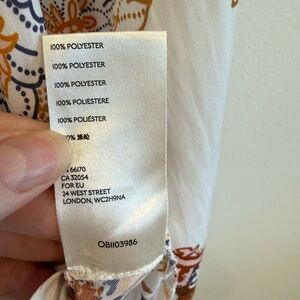 100% POLYESTER
100% POLYESTER
100% POLYESTER
100% POLIESTERE
100% POLIÉSTER
66170
CA 32054
FOR EU
24 WEST STREET
LONDON, WC2H9NA
OB1103986